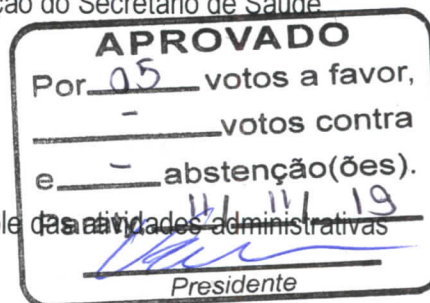 ção do Secretário de Saúde
APROVADO
Por 05 votos a favor,
- votos contra
e - abstenção(ões).
11/ 11/ 19
das atividades administrativas
Presidente